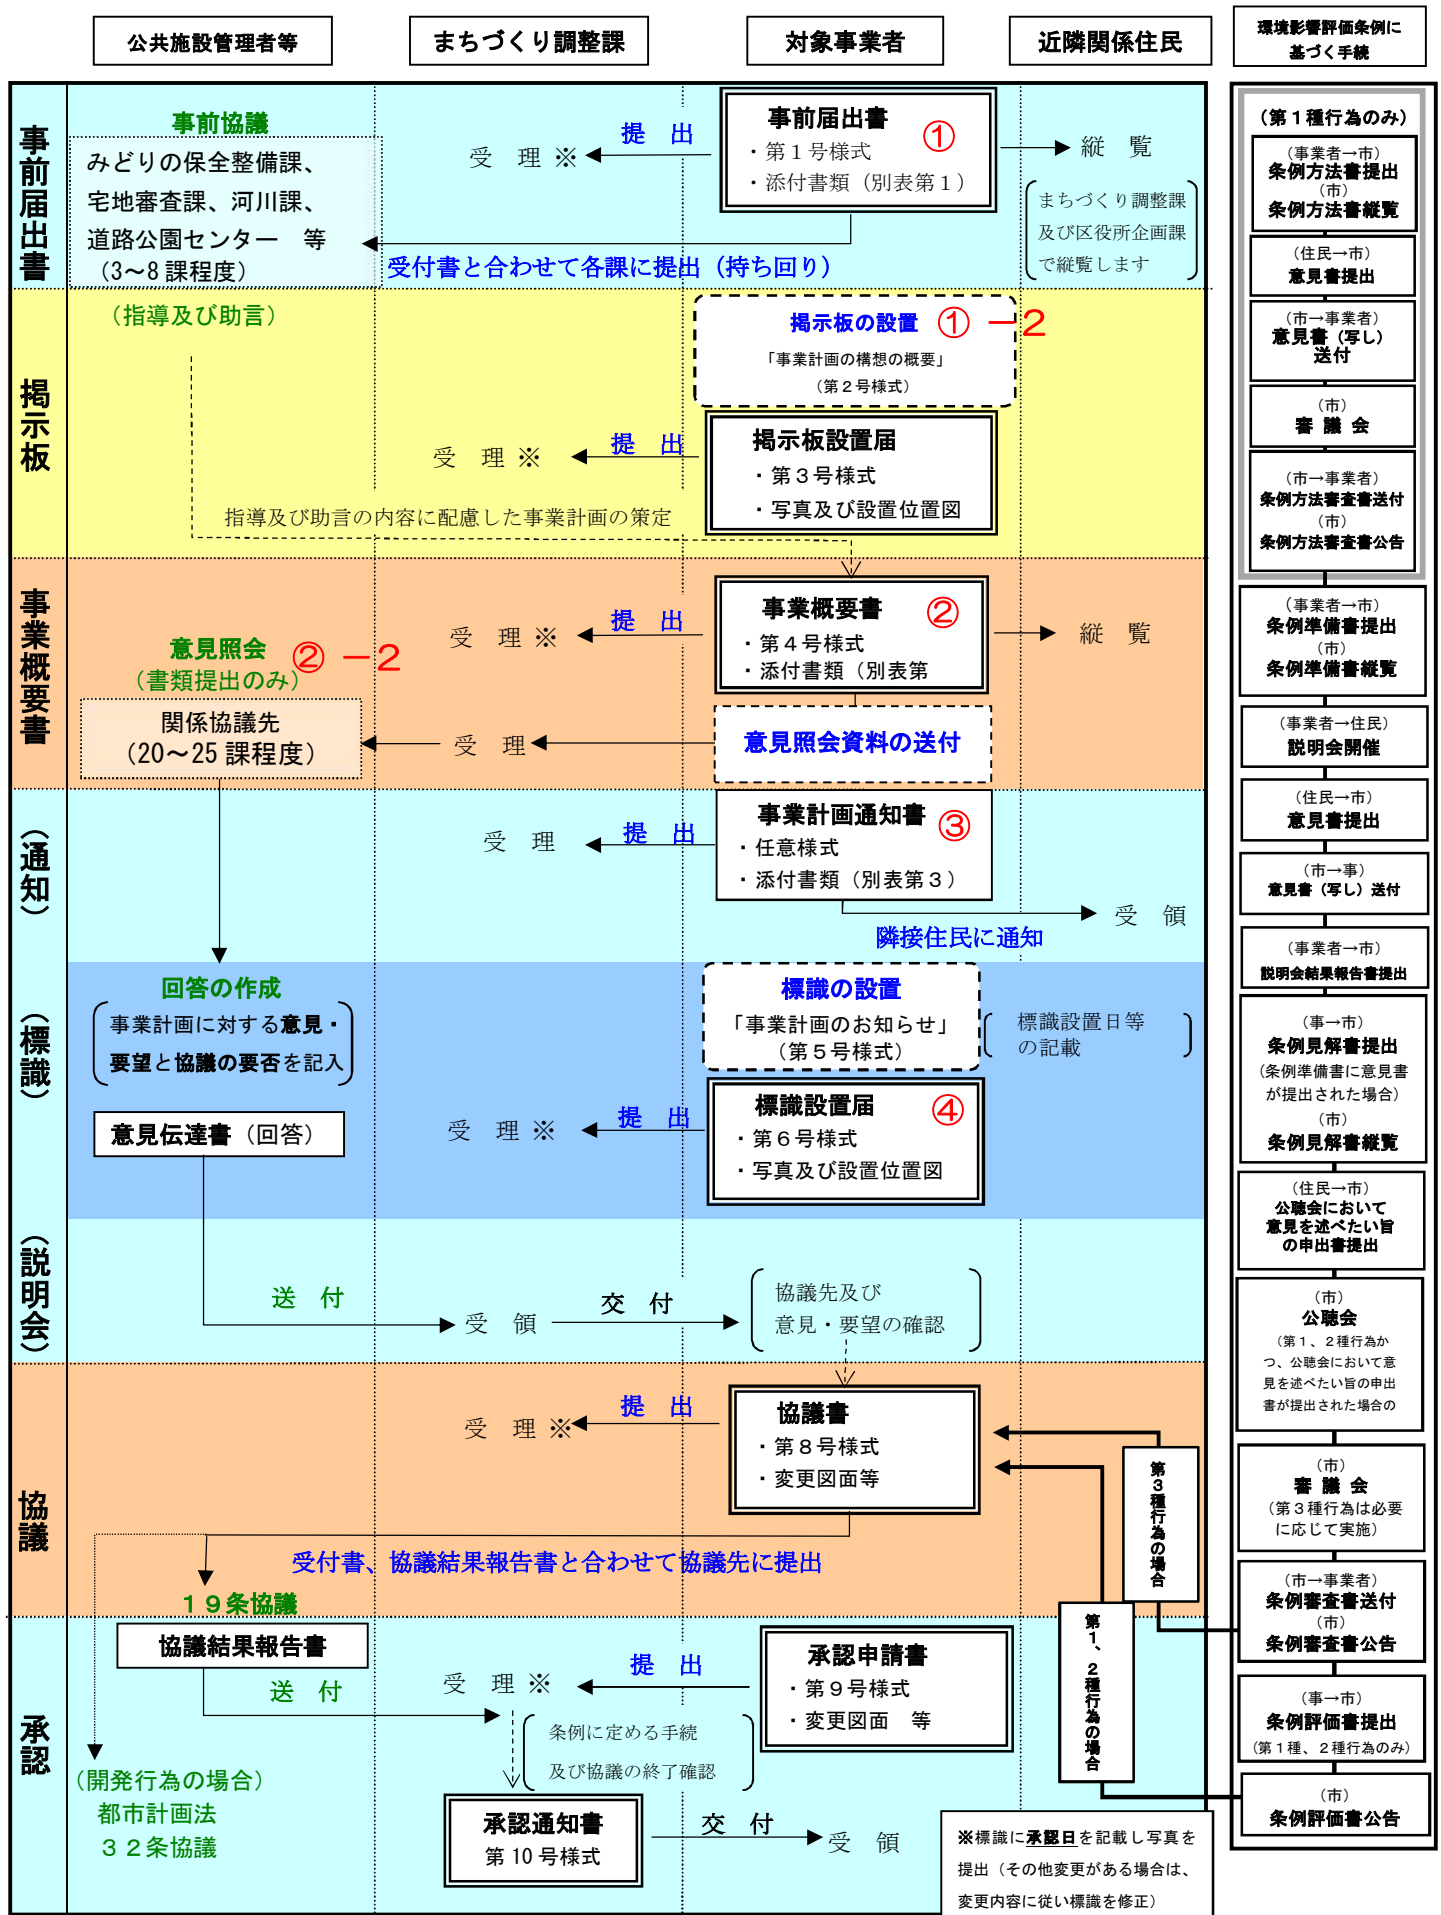 公共施設管理者等
まちづくり調整課
対象事業者
近隣関係住民
環境影響評価条例に
基づく手続
事前届出書
事前協議
みどりの保全整備課、
宅地審査課、河川課、
道路公園センター　等
（3～8 課程度）
受　理 ※
提　出
事前届出書　①
・第１号様式
・添付書類（別表第１）
縦　覧
まちづくり調整課
及び区役所企画課
で縦覧します
受付書と合わせて各課に提出（持ち回り）
掲示板
（指導及び助言）
掲示板の設置　①－２
「事業計画の構想の概要」
（第２号様式）
受　理 ※
提　出
掲示板設置届
・第３号様式
・写真及び設置位置図
指導及び助言の内容に配慮した事業計画の策定
事業概要書
意見照会　②－２
（書類提出のみ）
関係協議先
（20～25 課程度）
受　理 ※
提　出
事業概要書　②
・第４号様式
・添付書類（別表第
縦　覧
受　理
意見照会資料の送付
（通知）
受　理
提　出
事業計画通知書　③
・任意様式
・添付書類（別表第３）
受　領
隣接住民に通知
（標識）
回答の作成
事業計画に対する意見・
要望と協議の要否を記入
意見伝達書（回答）
標識の設置
「事業計画のお知らせ」
（第５号様式）
標識設置日等
の記載
受　理 ※
提　出
標識設置届　④
・第６号様式
・写真及び設置位置図
（説明会）
送　付
受　領
交　付
協議先及び
意見・要望の確認
協議
受　理 ※
提　出
協議書
・第８号様式
・変更図面等
受付書、協議結果報告書と合わせて協議先に提出
１９条協議
第３種行為の場合
第１、２種行為の場合
承認
協議結果報告書
送　付
受　理 ※
提　出
承認申請書
・第９号様式
・変更図面　等
条例に定める手続
及び協議の終了確認
（開発行為の場合）
都市計画法
３２条協議
承認通知書
第 10 号様式
交　付
受　領
※標識に承認日を記載し写真を
提出（その他変更がある場合は、
変更内容に従い標識を修正）
（第１種行為のみ）
（事業者→市）
条例方法書提出
（市）
条例方法書縦覧
（住民→市）
意見書提出
（市→事業者）
意見書（写し）
送付
（市）
審 議 会
（市→事業者）
条例方法審査書送付
（市）
条例方法審査書公告
（事業者→市）
条例準備書提出
（市）
条例準備書縦覧
（事業者→住民）
説明会開催
（住民→市）
意見書提出
（市→事）
意見書（写し）送付
（事業者→市）
説明会結果報告書提出
（事→市）
条例見解書提出
（条例準備書に意見書
が提出された場合）
（市）
条例見解書縦覧
（住民→市）
公聴会において
意見を述べたい旨
の申出書提出
（市）
公聴会
（第１、２種行為か
つ、公聴会において意
見を述べたい旨の申出
書が提出された場合の
（市）
審 議 会
（第３種行為は必要
に応じて実施）
（市→事業者）
条例審査書送付
（市）
条例審査書公告
（事→市）
条例評価書提出
（第１種、２種行為のみ）
（市）
条例評価書公告